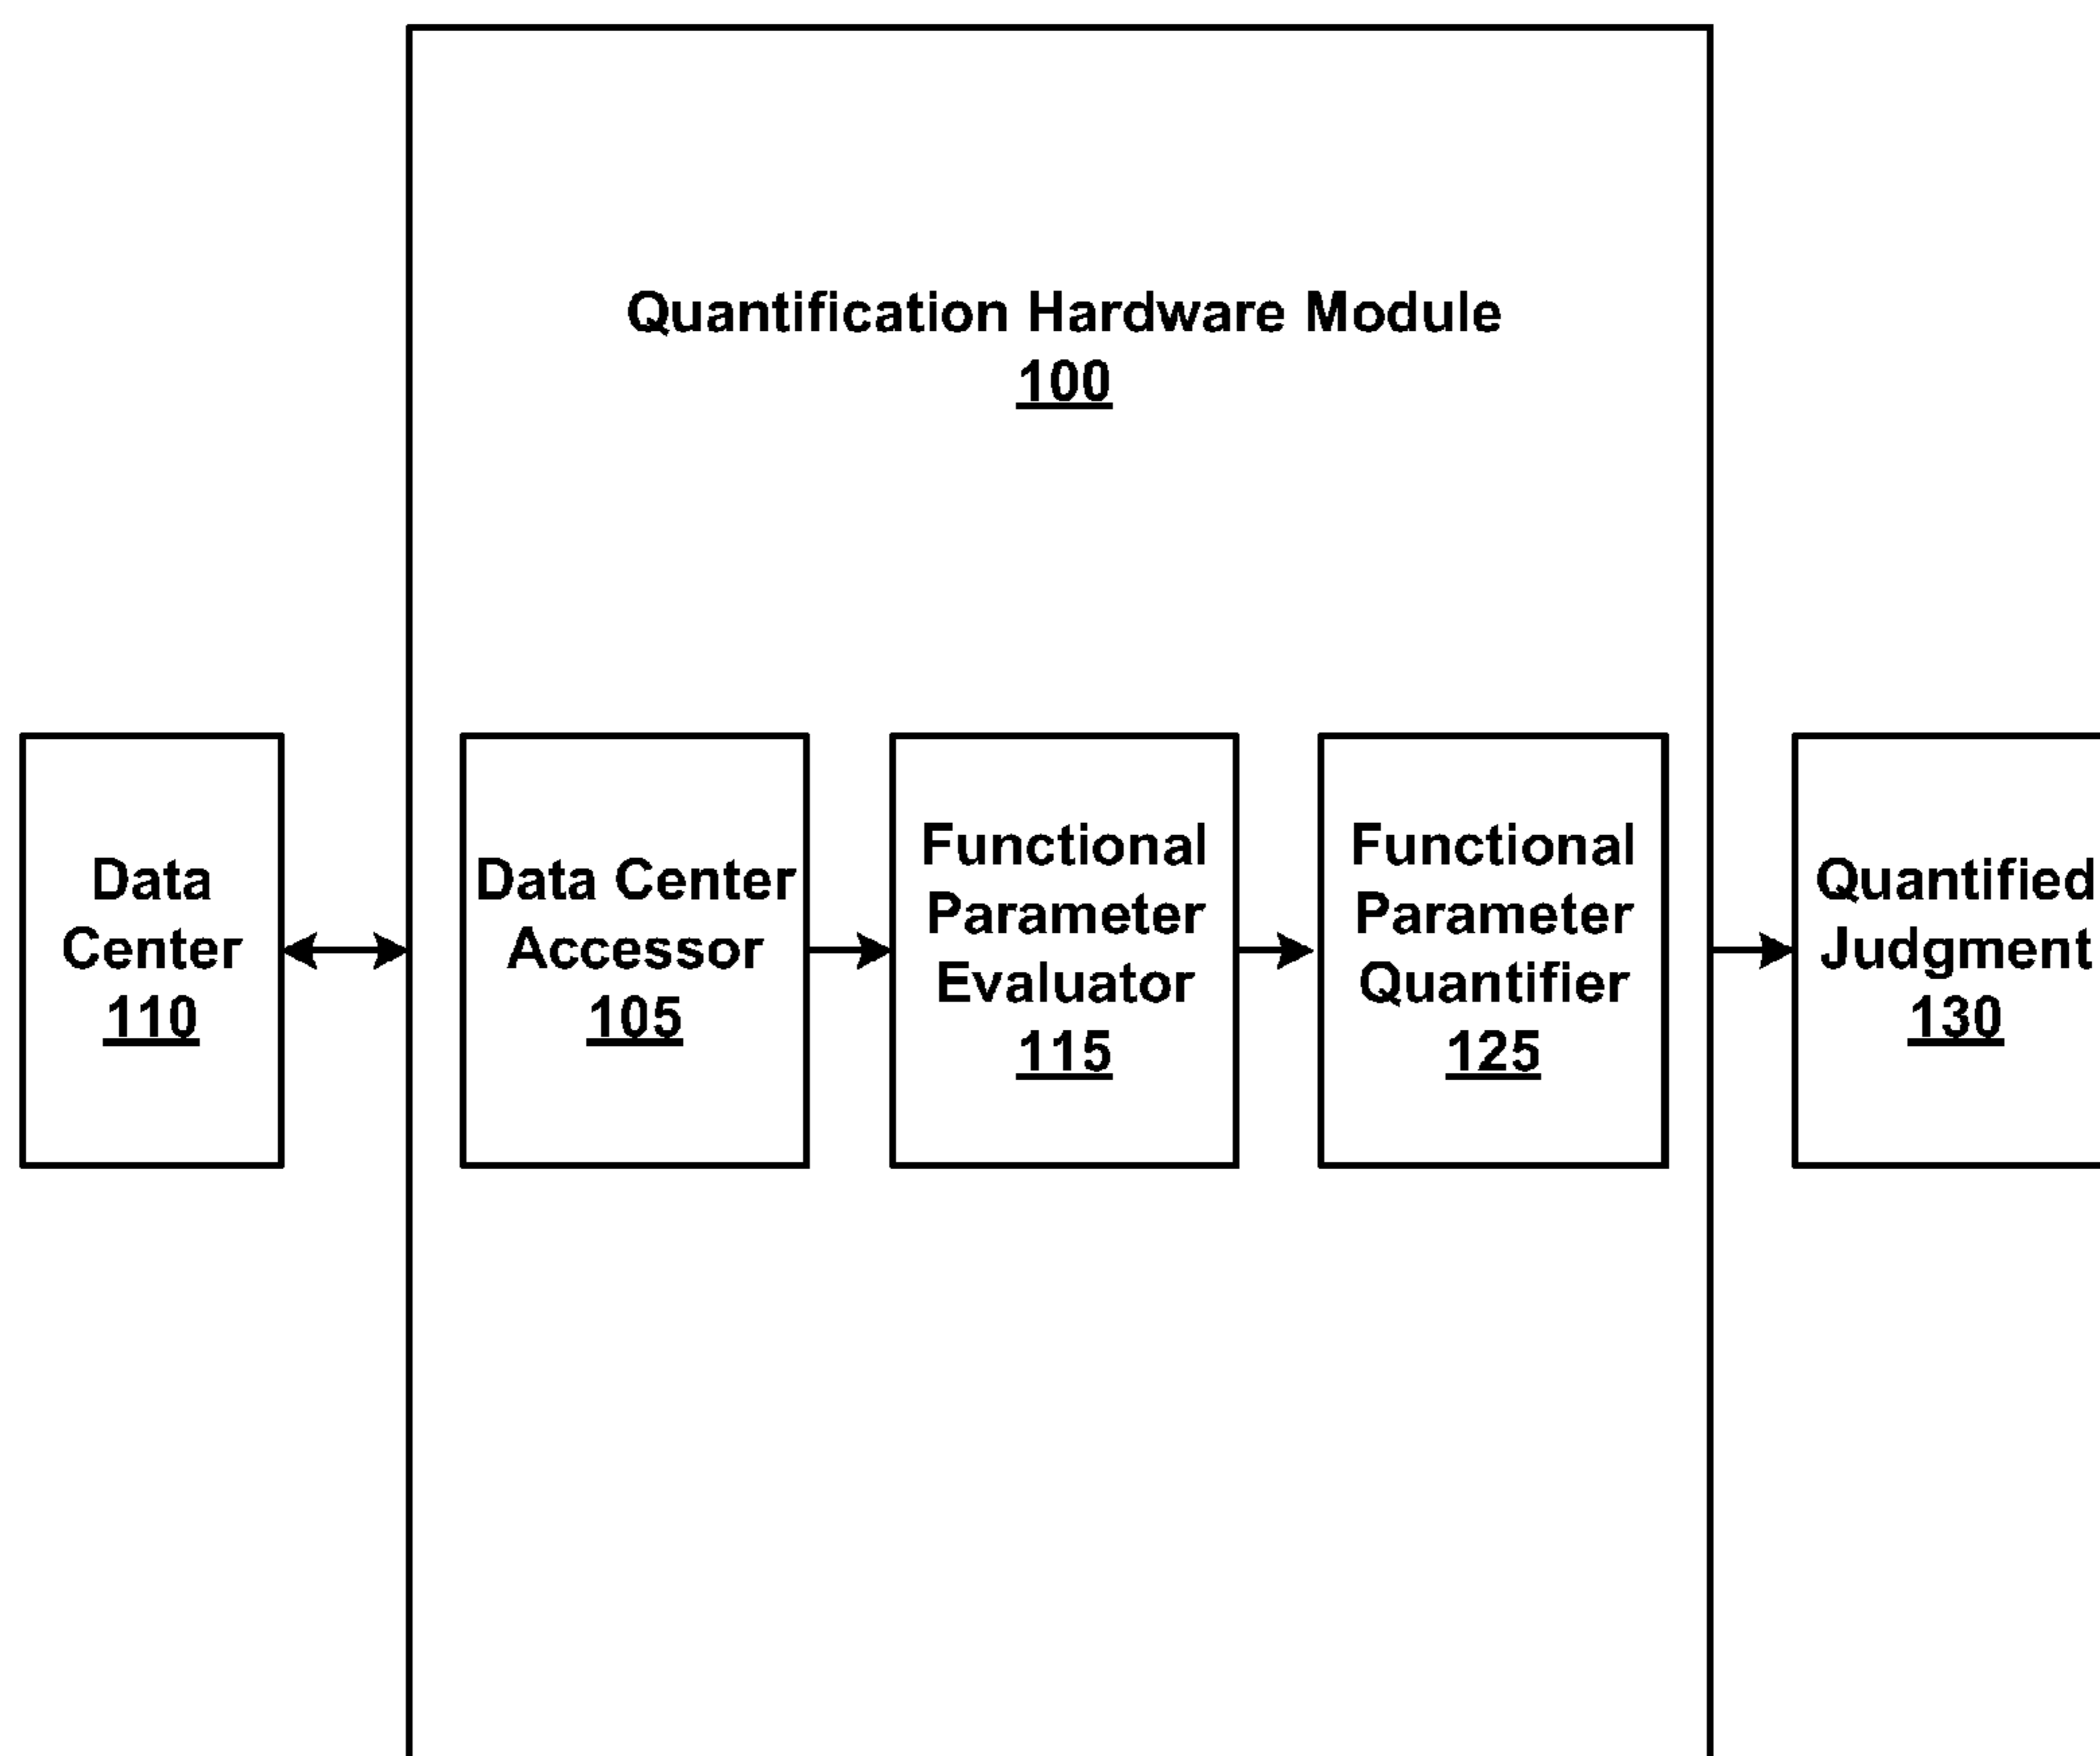 Quantification Hardware Module
100
Data
Center
110
Data Center
Accessor
105
Functional
Parameter
Evaluator
115
Functional
Parameter
Quantifier
125
Quantified
Judgment
130